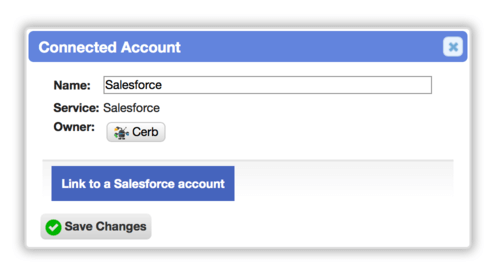 Connected Account
Name: Salesforce
Service: Salesforce
Owner: Cerb
Link to a Salesforce account
Save Changes